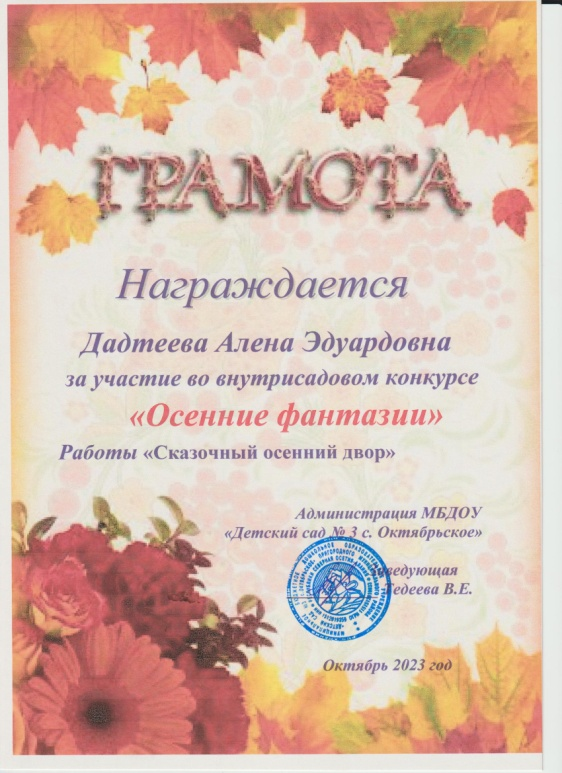 ГРАМОТА
Награждается
Дадтеева Алена Эдуардовна
за участие во внутрисадовом конкурсе
«Осенние фантазии»
Работы «Сказочный осенний двор»
Администрация МБДОУ
«Детский сад № 3 с. Октябрьское»
Заведующая
Тедеева В.Е.
Октябрь 2023 год